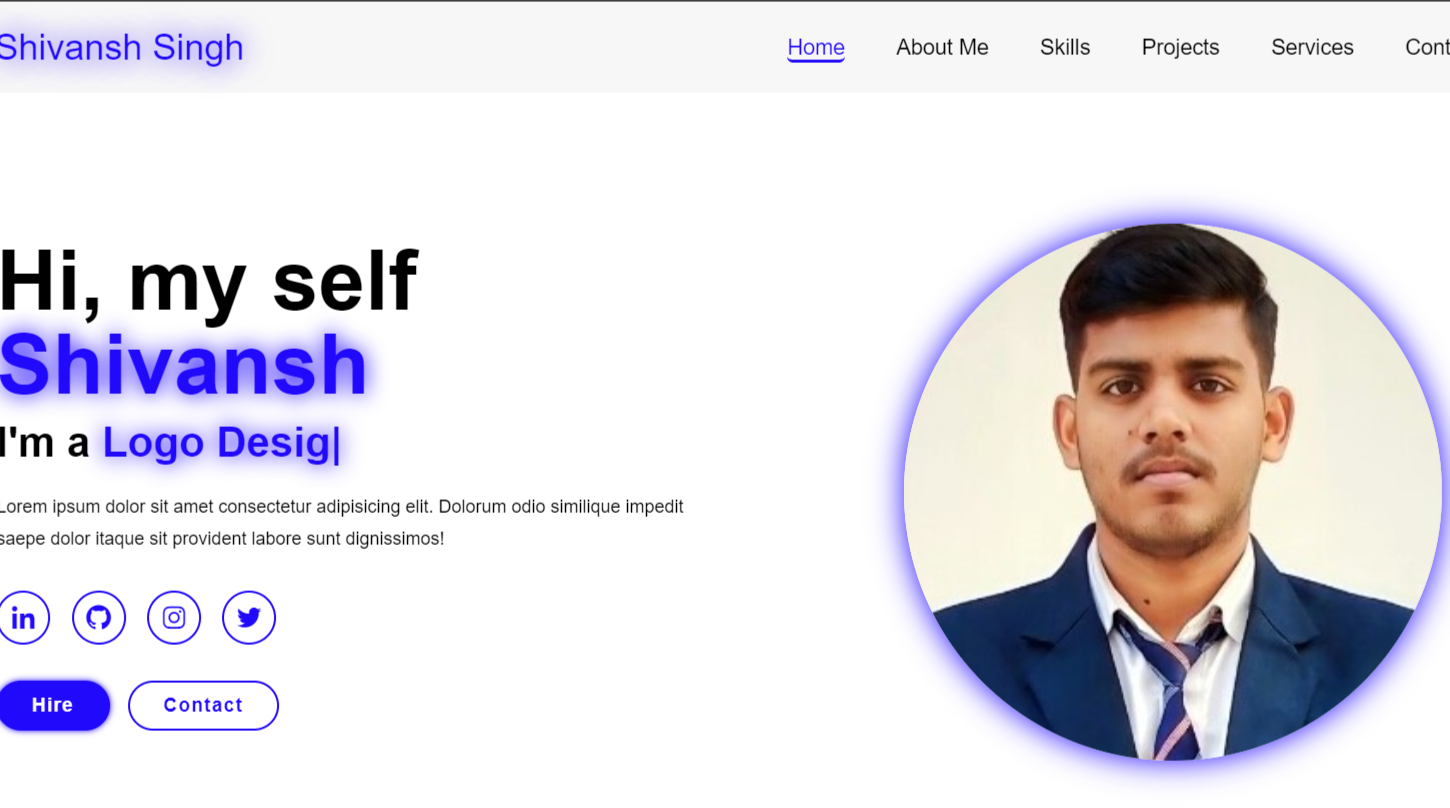 Shivansh Singh
Home About Me Skills Projects Services Cont
Hi, my self
Shivansh
I'm a Logo Desig|
Lorem ipsum dolor sit amet consectetur adipisicing elit. Dolorum odio similique impedit
saepe dolor itaque sit provident labore sunt dignissimos!
in
Hire Contact